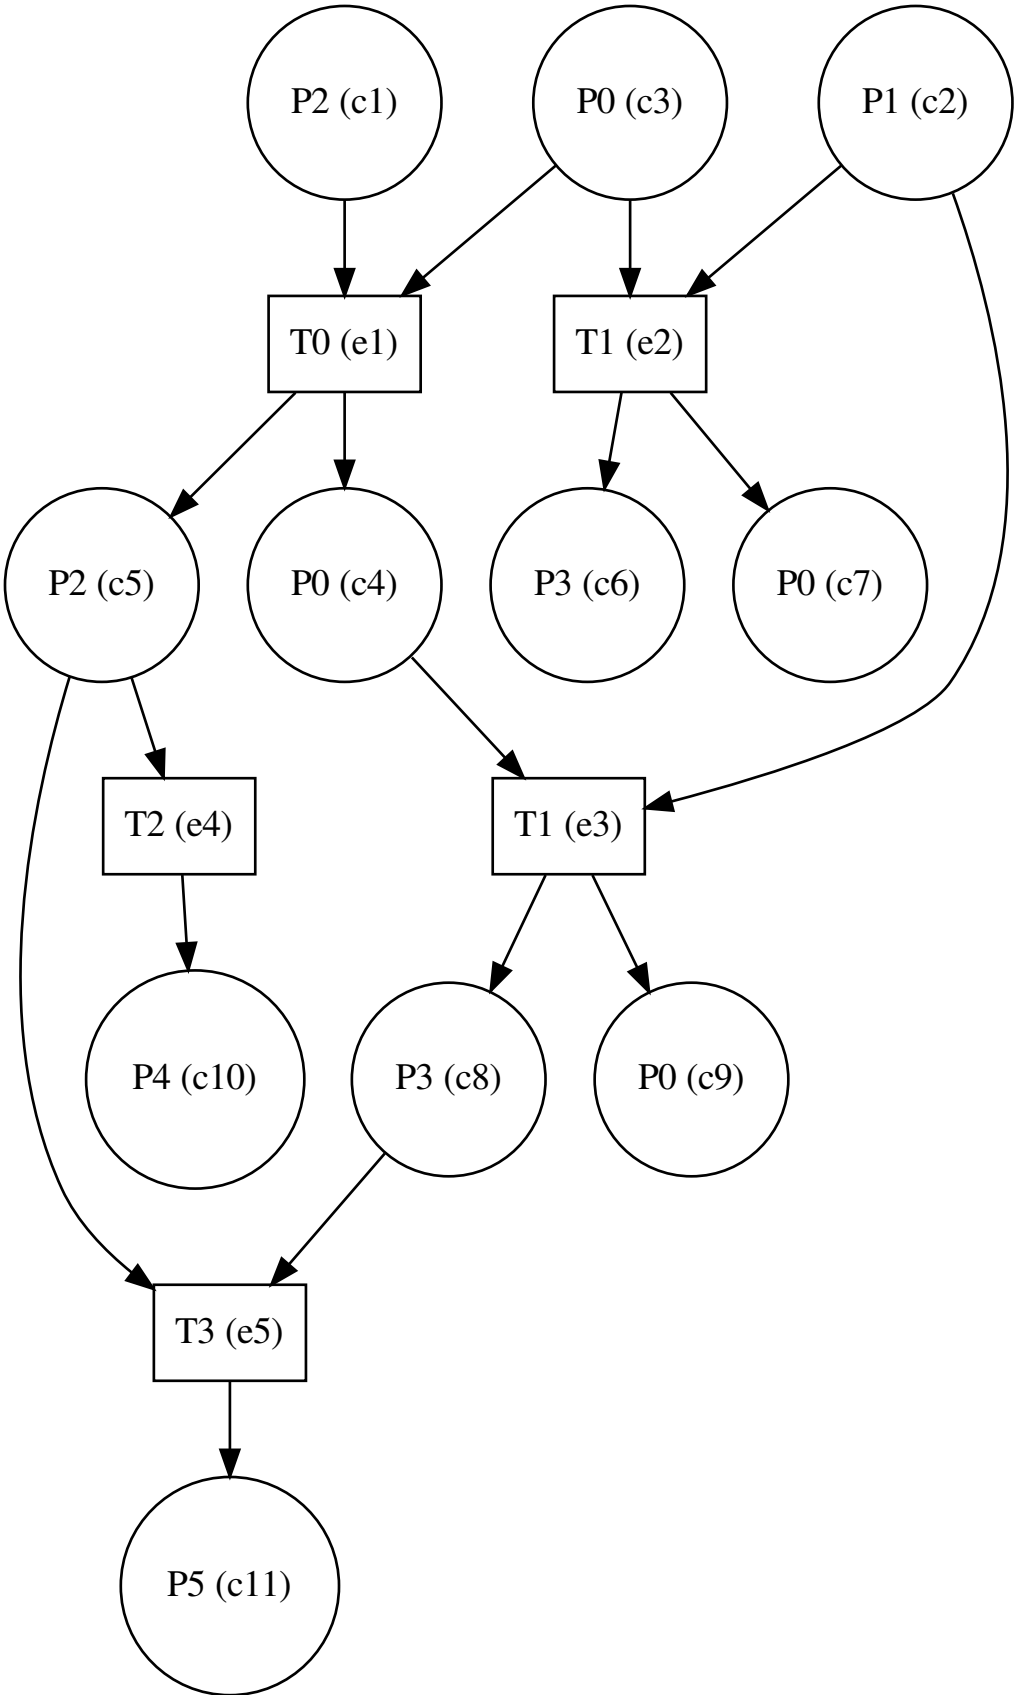 P2 (c1)
P0 (c3)
P1 (c2)
T0 (e1)
T1 (e2)
P2 (c5)
P0 (c4)
P3 (c6)
P0 (c7)
T2 (e4)
T1 (e3)
P4 (c10)
P3 (c8)
P0 (c9)
T3 (e5)
P5 (c11)